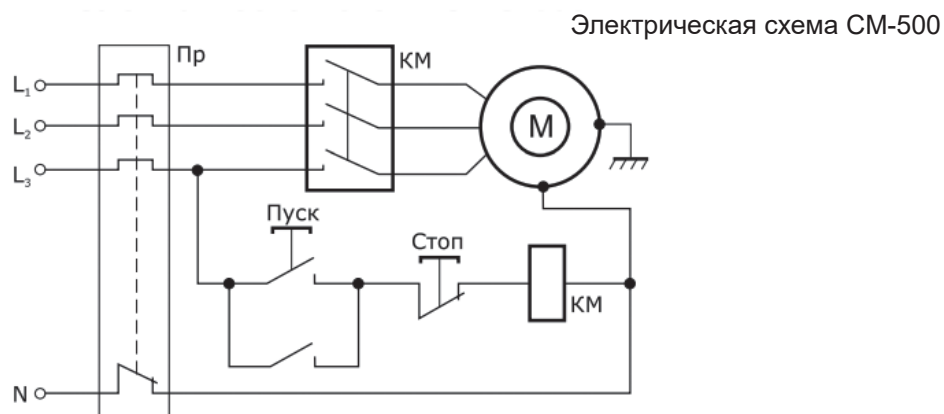 Электрическая схема СМ-500
Пр
КМ
L₁
L₂
L₃
М
Пуск
Стоп
КМ
N